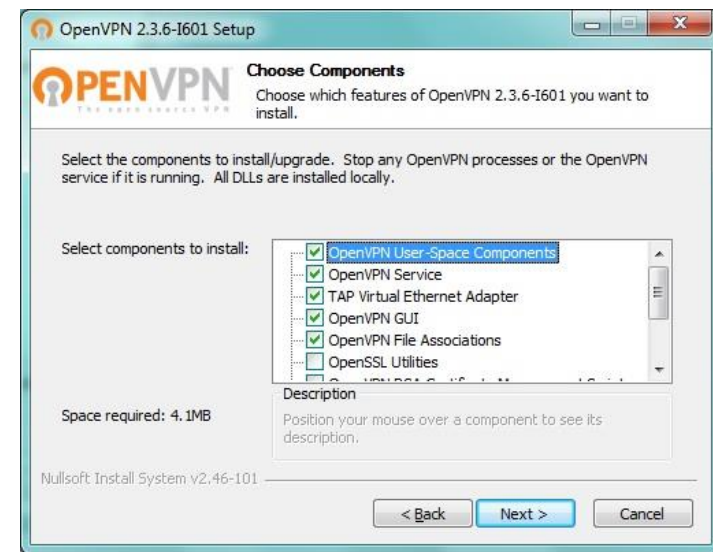 OpenVPN 2.3.6-I601 Setup
OPENVPN
The open source VPN
Choose Components
Choose which features of OpenVPN 2.3.6-I601 you want to
install.
Select the components to install/upgrade. Stop any OpenVPN processes or the OpenVPN
service if it is running. All DLLs are installed locally.
Select components to install:
OpenVPN User-Space Components
OpenVPN Service
TAP Virtual Ethernet Adapter
OpenVPN GUI
OpenVPN File Associations
OpenSSL Utilities
Space required: 4.1MB
Description
Position your mouse over a component to see its
description.
Nullsoft Install System v2.46-101
< Back
Next >
Cancel